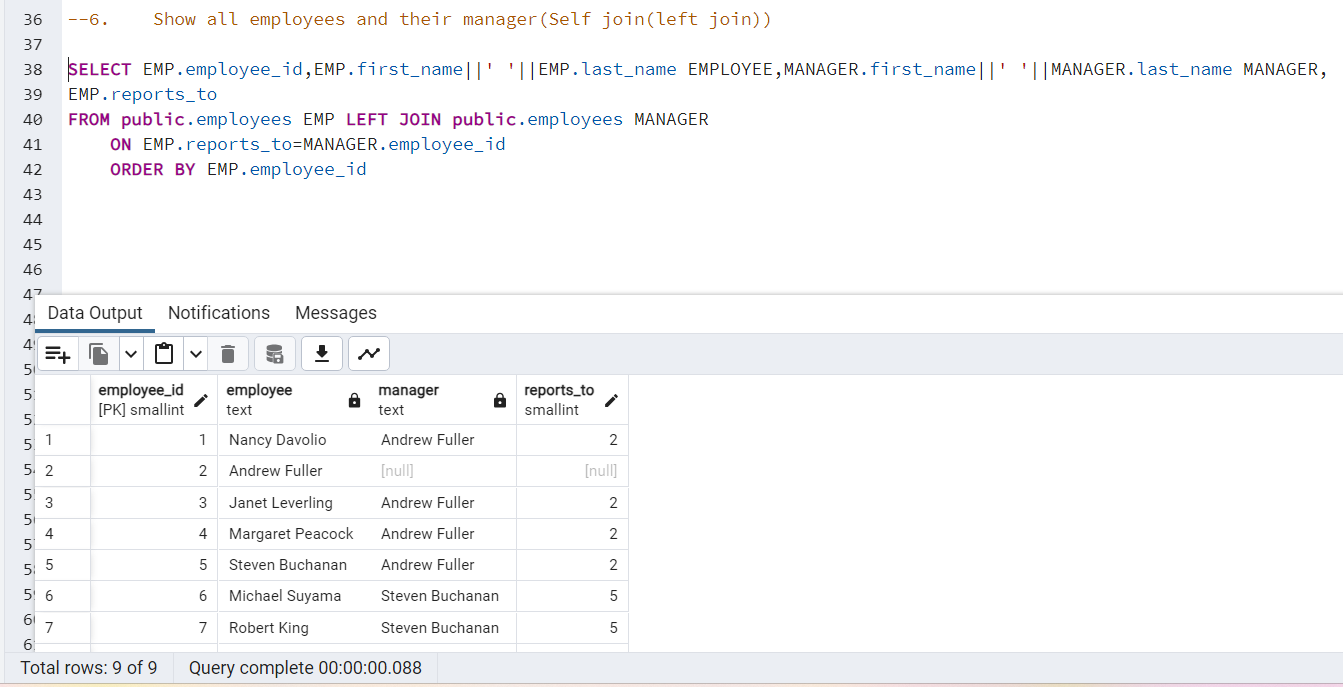 36 --6. Show all employees and their manager(Self join(left join))
37
38 SELECT EMP.employee_id,EMP.first_name||' '||EMP.last_name EMPLOYEE,MANAGER.first_name||' '||MANAGER.last_name MANAGER,
39 EMP.reports_to
40 FROM public.employees EMP LEFT JOIN public.employees MANAGER
41 ON EMP.reports_to=MANAGER.employee_id
42 ORDER BY EMP.employee_id
43
44
45
46
47
Data Output Notifications Messages
employee_id employee manager reports_to
[PK] smallint text text smallint
1 1 Nancy Davolio Andrew Fuller 2
2 2 Andrew Fuller [null] [null]
3 3 Janet Leverling Andrew Fuller 2
4 4 Margaret Peacock Andrew Fuller 2
5 5 Steven Buchanan Andrew Fuller 2
6 6 Michael Suyama Steven Buchanan 5
7 7 Robert King Steven Buchanan 5
Total rows: 9 of 9 Query complete 00:00:00.088